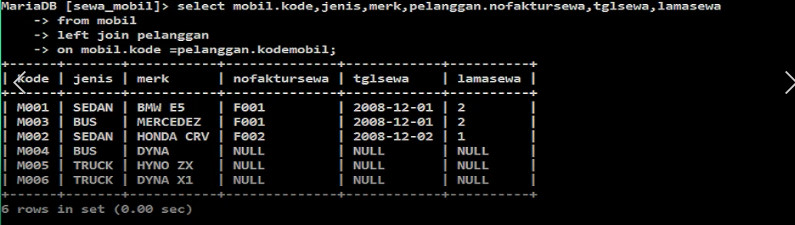 MariaDB [sewa_mobil]> select mobil.kode,jenis,merk,pelanggan.nofaktursewa,tglsewa,lamasewa
    -> from mobil
    -> left join pelanggan
    -> on mobil.kode =pelanggan.kodemobil;
+------+-------+-----------+--------------+------------+----------+
| kode | jenis | merk      | nofaktursewa | tglsewa    | lamasewa |
+------+-------+-----------+--------------+------------+----------+
| M001 | SEDAN | BMW E5    | F001         | 2008-12-01 | 2        |
| M003 | BUS   | MERCEDEZ  | F001         | 2008-12-01 | 2        |
| M002 | SEDAN | HONDA CRV | F002         | 2008-12-02 | 1        |
| M004 | BUS   | DYNA      | NULL         | NULL       | NULL     |
| M005 | TRUCK | HYNO ZX   | NULL         | NULL       | NULL     |
| M006 | TRUCK | DYNA X1   | NULL         | NULL       | NULL     |
+------+-------+-----------+--------------+------------+----------+
6 rows in set (0.00 sec)